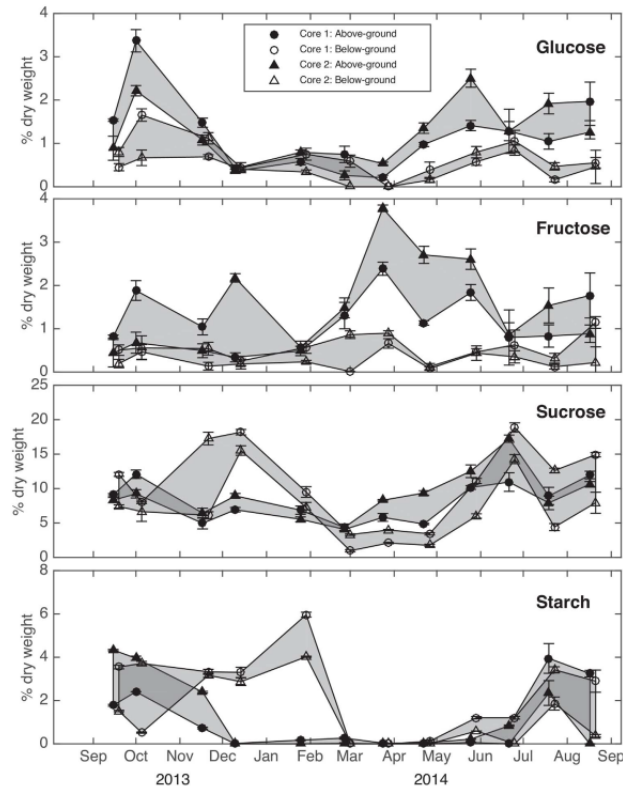 4
3
2
1
0
% dry weight
Core 1: Above-ground
Core 1: Below-ground
Core 2: Above-ground
Core 2: Below-ground
Glucose
4
3
2
1
0
% dry weight
Fructose
25
20
15
10
5
0
% dry weight
Sucrose
8
6
4
2
0
% dry weight
Starch
Sep Oct Nov Dec Jan Feb Mar Apr May Jun Jul Aug Sep
2013 2014